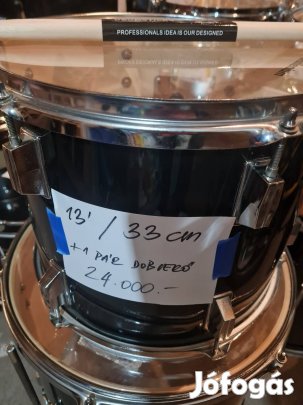 PROFESSIONALS iDEA IS OUR DESIGNED
13' / 33 cm
+ 1 PÁR DOBVERŐ
24.000.-
Jófogás